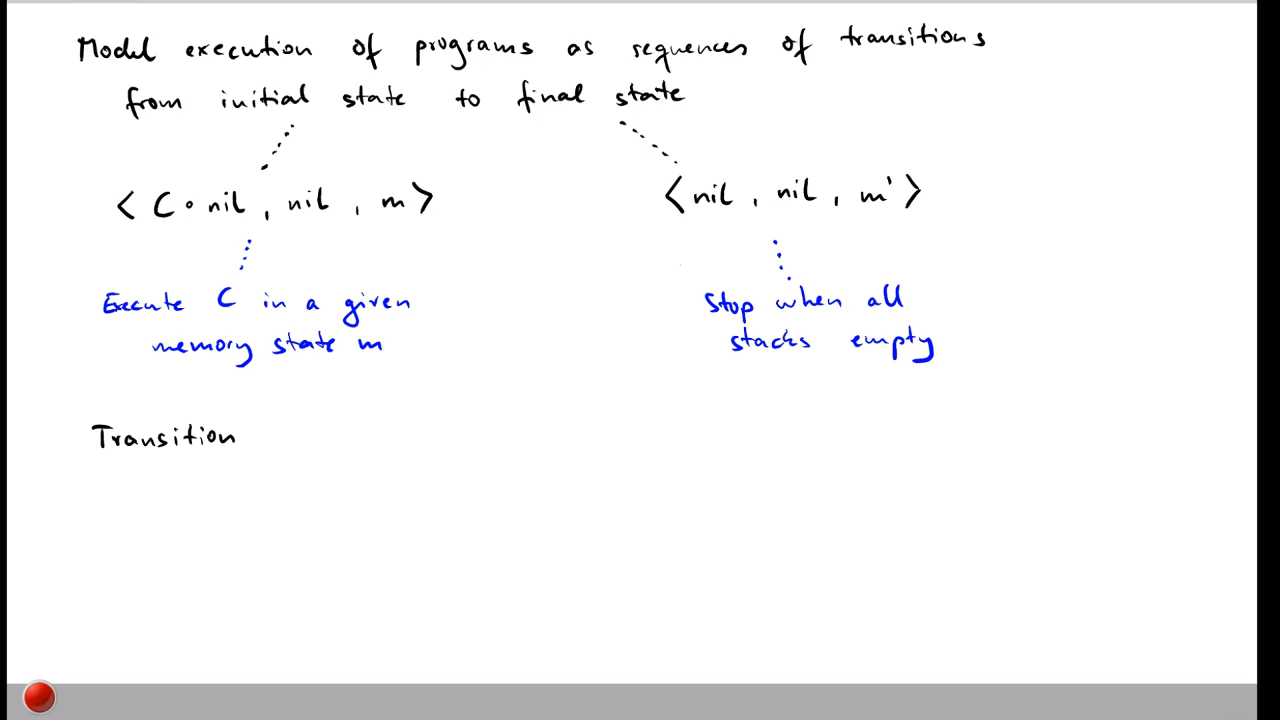 Model execution of programs as sequences of transitions
from initial state to final state
< C • nil , nil , m >
< nil , nil , m' >
Execute C in a given
memory state m
Stop when all
stacks empty
Transition